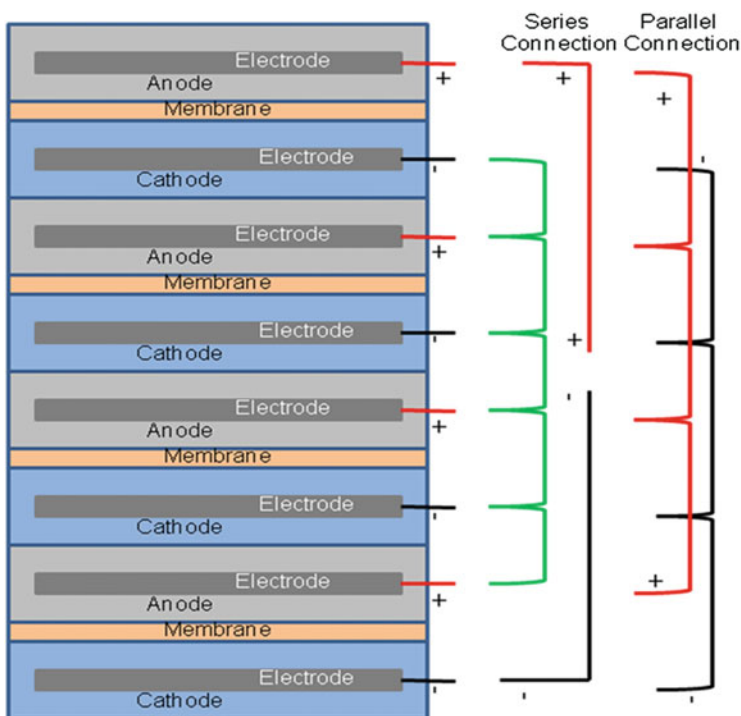 Series Connection
Parallel Connection
Electrode
+
+
+
Anode
Membrane
-
Electrode
-
Cathode
Electrode
+
Anode
Membrane
Electrode
-
+
Cathode
-
Electrode
+
Anode
Membrane
Electrode
-
Cathode
Electrode
+
+
Anode
Membrane
Electrode
-
-
-
Cathode